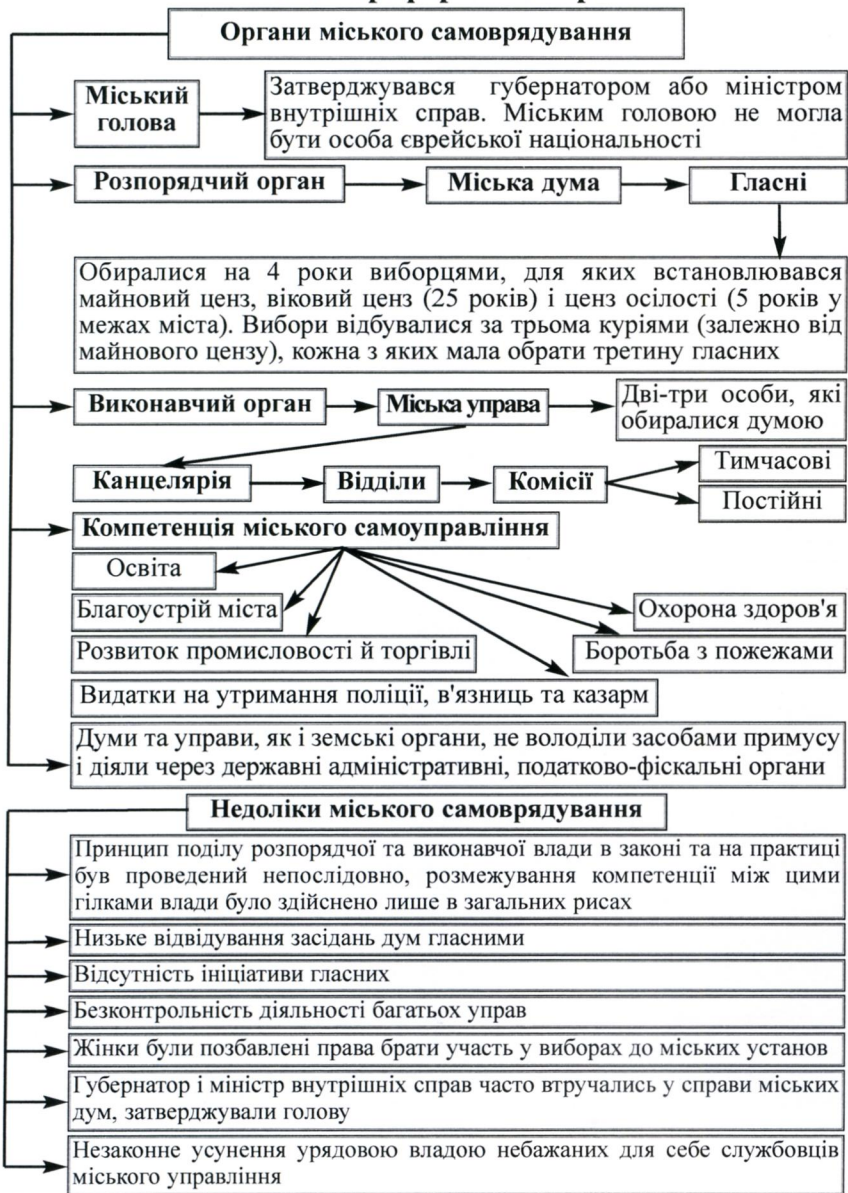 Органи міського самоврядування
Міський
голова
Затверджувався губернатором або міністром
внутрішніх справ. Міським головою не могла
бути особа єврейської національності
Розпорядчий орган
Міська дума
Гласні
Обиралися на 4 роки виборцями, для яких встановлювався
майновий ценз, віковий ценз (25 років) і ценз осілості (5 років у
межах міста). Вибори відбувалися за трьома куріями (залежно від
майнового цензу), кожна з яких мала обрати третину гласних
Виконавчий орган
Міська управа
Дві-три особи, які
обиралися думою
Канцелярія
Відділи
Комісії
Тимчасові
Постійні
Компетенція міського самоуправління
Освіта
Благоустрій міста
Охорона здоров'я
Розвиток промисловості й торгівлі
Боротьба з пожежами
Видатки на утримання поліції, в'язниць та казарм
Думи та управи, як і земські органи, не володіли засобами примусу
і діяли через державні адміністративні, податково-фіскальні органи
Недоліки міського самоврядування
Принцип поділу розпорядчої та виконавчої влади в законі та на практиці
був проведений непослідовно, розмежування компетенції між цими
гілками влади було здійснено лише в загальних рисах
Низьке відвідування засідань дум гласними
Відсутність ініціативи гласних
Безконтрольність діяльності багатьох управ
Жінки були позбавлені права брати участь у виборах до міських установ
Губернатор і міністр внутрішніх справ часто втручались у справи міських
дум, затверджували голову
Незаконне усунення урядовою владою небажаних для себе службовців
міського управління